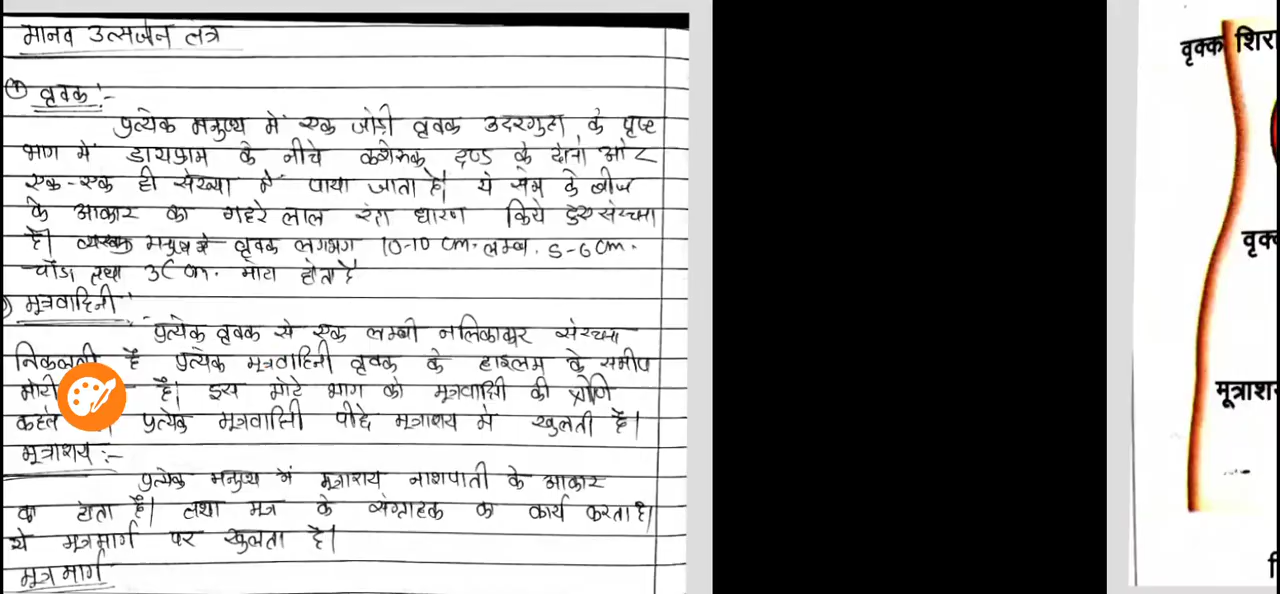 मानव उत्सर्जन तंत्र
① वृक्क :-
प्रत्येक मनुष्य में एक जोड़ी वृक्क उदरगुहा के पृष्ठ
भाग में डायफ्राम के नीचे कशेरुक दण्ड के दोनो ओर
एक-एक ही संख्या में पाया जाता है। ये सेम के बीज
के आकार का गहरे लाल रंग धारण किये हुए संरचना
है। व्यस्क मनुष्य में वृक्क लगभग 10-10 cm. लम्बा. 5-6 cm.
चौड़ा तथा 3 cm. मोटा होता है
मूत्रवाहिनी :-
प्रत्येक वृक्क से एक लम्बी नलिकाकार संरचना
निकलती है प्रत्येक मूत्रवाहिनी वृक्क के हाइलम के समीप
मोटी है। इस मोटे भाग को मूत्रवाहिनी की श्रोणि
कहते प्रत्येक मूत्रवाहिनी पीछे मूत्राशय में खुलती है।
मूत्राशय :-
प्रत्येक मनुष्य में मूत्राशय नाशपाती के आकार
का होता है। तथा मूत्र के संग्राहक का कार्य करता है।
ये मूत्रमार्ग पर खुलता है।
मूत्र मार्ग
वृक्क शिरा
वृक्क
मूत्राशय